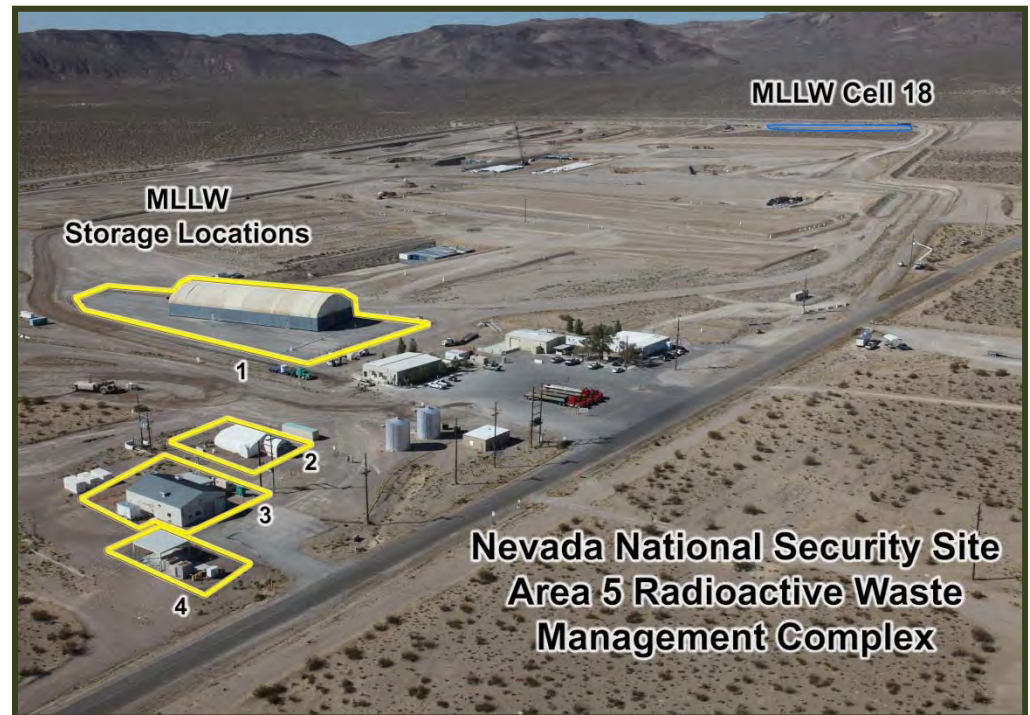 MLLW Cell 18
MLLW
Storage Locations
1
2
3
4
Nevada National Security Site
Area 5 Radioactive Waste
Management Complex